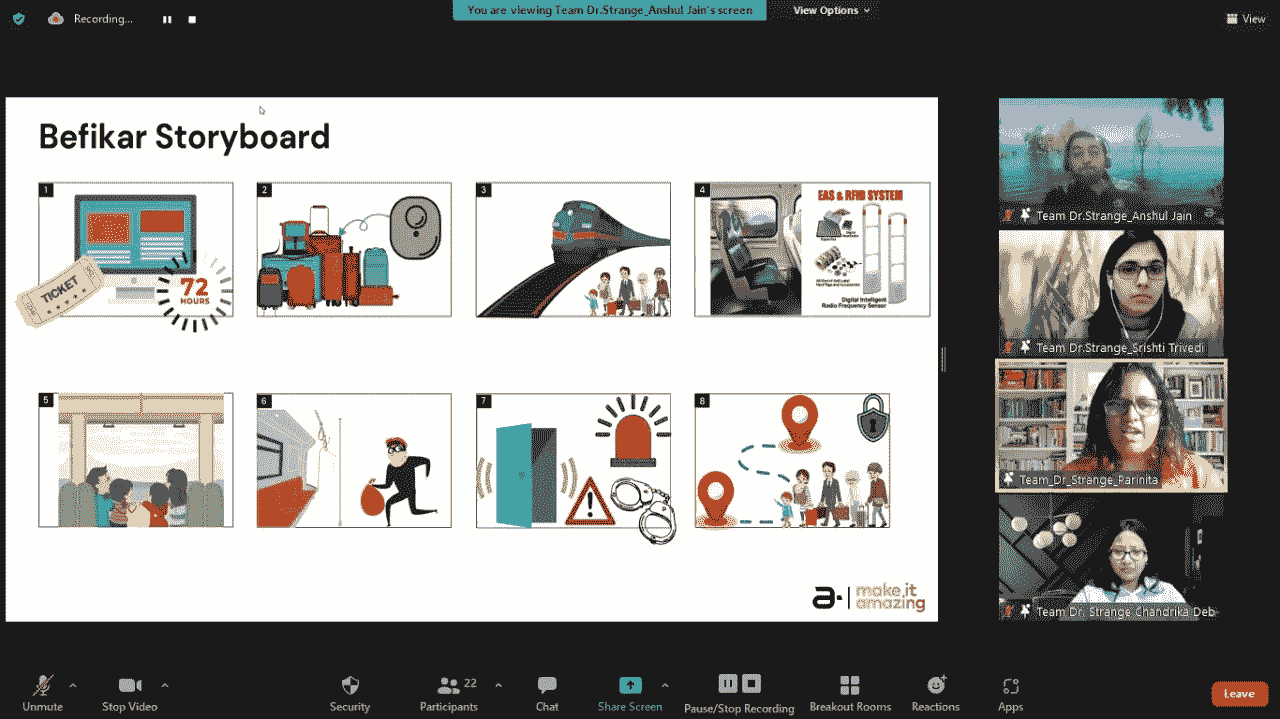 Recording...
You are viewing Team Dr.Strange_Anshul Jain's screen
View Options
View
Befikar Storyboard
1
TICKET
72
HOURS
2
3
4
EAS & RFID SYSTEM
Digital Intelligent
Radio Frequency Sensor
5
6
7
8
a. | make it
amazing
Team Dr.Strange_Anshul Jain
Team Dr.Strange_Srishti Trivedi
Team_Dr_Strange_Parinita
Team Dr. Strange Chandrika Deb
Unmute
Stop Video
Security
Participants
22
Chat
Share Screen
Pause/Stop Recording
Breakout Rooms
Reactions
Apps
Leave